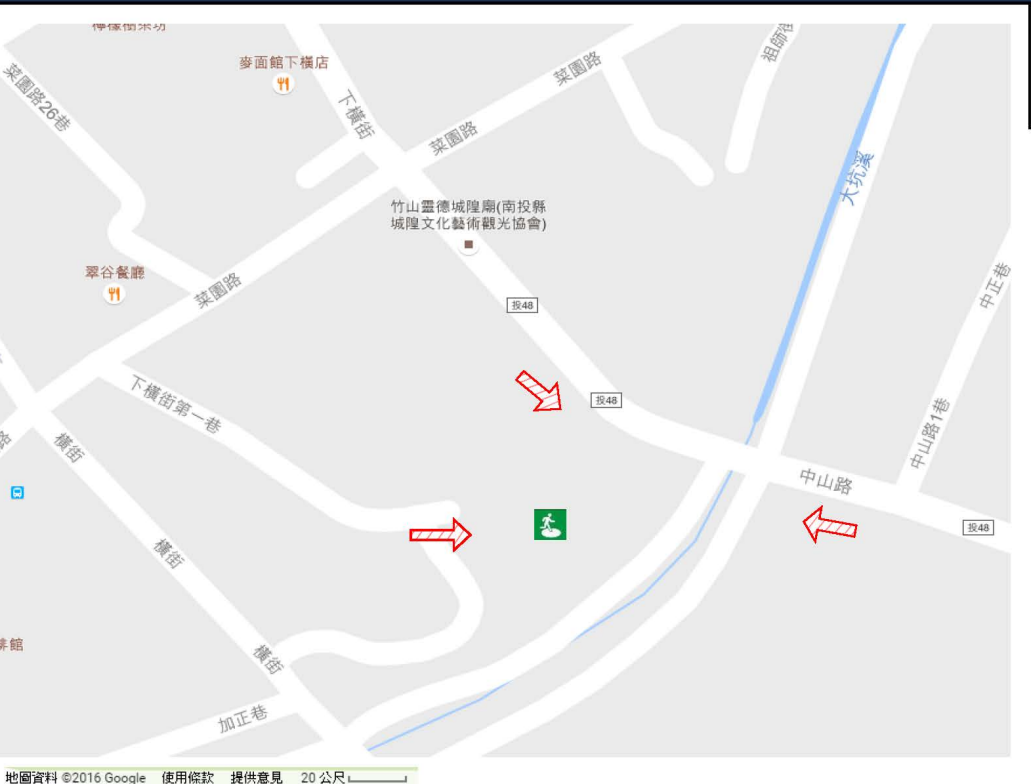 麥面館下橫店
祖師街
菜園路
菜園路26巷
下橫街
菜園路
大坑溪
竹山靈德城隍廟(南投縣
城隍文化藝術觀光協會)
翠谷餐廳
中正巷
菜園路
投48
下橫街第一巷
投48
中山路1巷
橫街
中山路
投48
橫街
橫街
加正巷
地圖資料 ©2016 Google 使用條款 提供意見 20 公尺